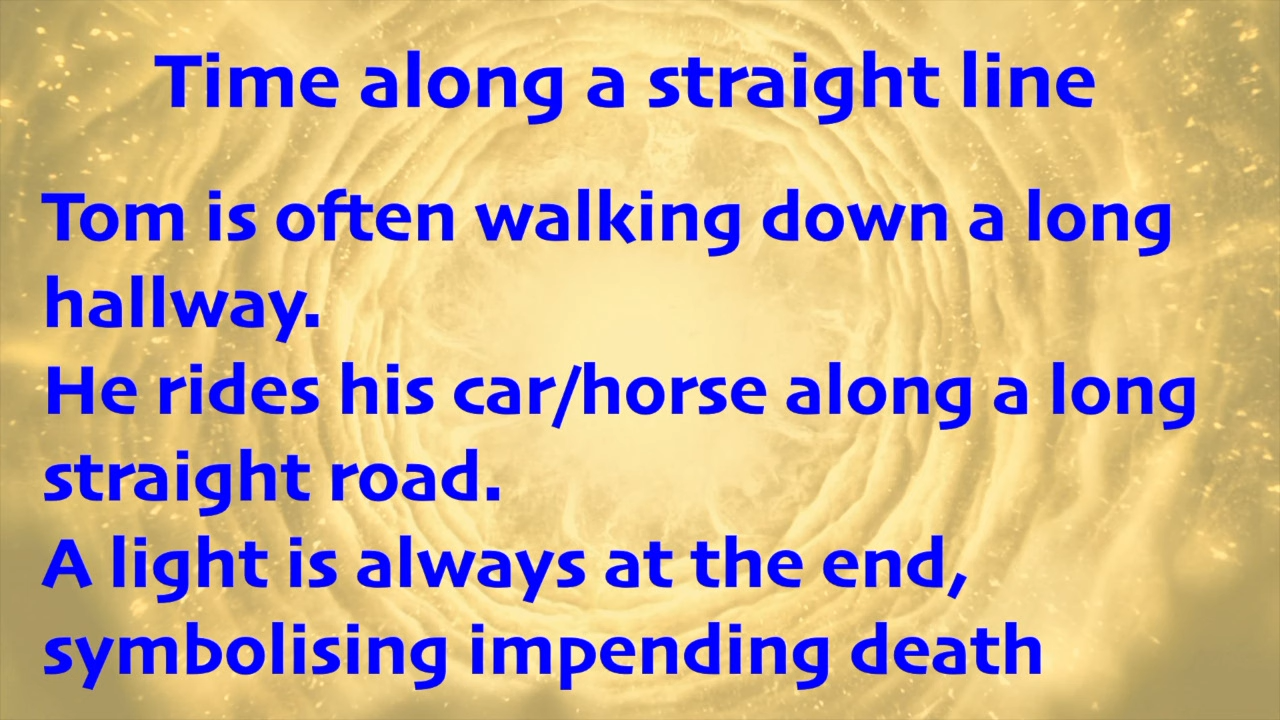 Time along a straight line
Tom is often walking down a long
hallway.
He rides his car/horse along a long
straight road.
A light is always at the end,
symbolising impending death